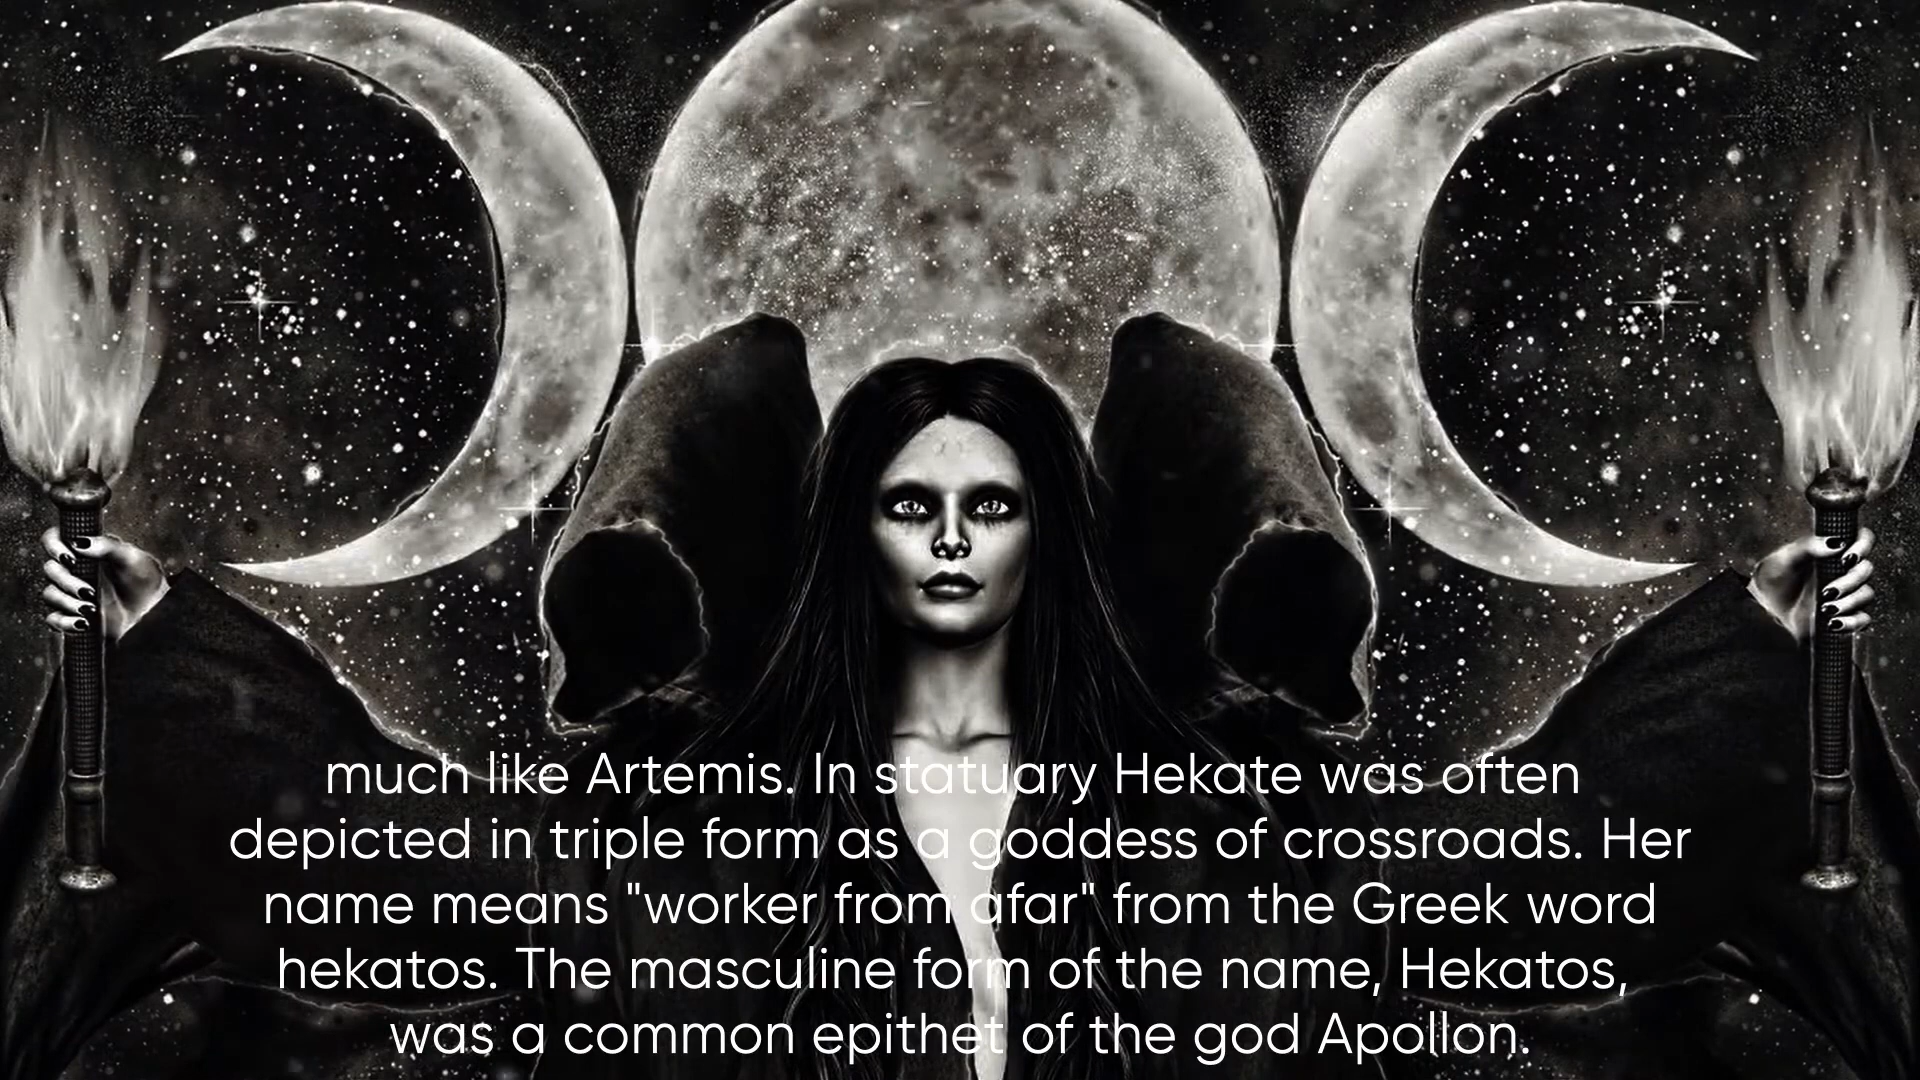 much like Artemis. In statuary Hekate was often
depicted in triple form as a goddess of crossroads. Her
name means "worker from afar" from the Greek word
hekatos. The masculine form of the name, Hekatos,
was a common epithet of the god Apollon.